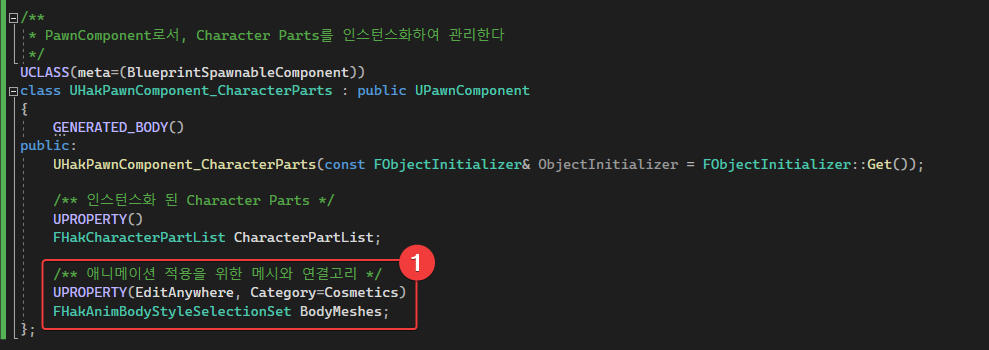 /**
 * PawnComponent로서, Character Parts를 인스턴스화하여 관리한다
 */
UCLASS(meta=(BlueprintSpawnableComponent))
class UHakPawnComponent_CharacterParts : public UPawnComponent
{
    GENERATED_BODY()
public:
    UHakPawnComponent_CharacterParts(const FObjectInitializer& ObjectInitializer = FObjectInitializer::Get());

    /** 인스턴스화 된 Character Parts */
    UPROPERTY()
    FHakCharacterPartList CharacterPartList;

1
    /** 애니메이션 적용을 위한 메시와 연결고리 */
    UPROPERTY(EditAnywhere, Category=Cosmetics)
    FHakAnimBodyStyleSelectionSet BodyMeshes;
};